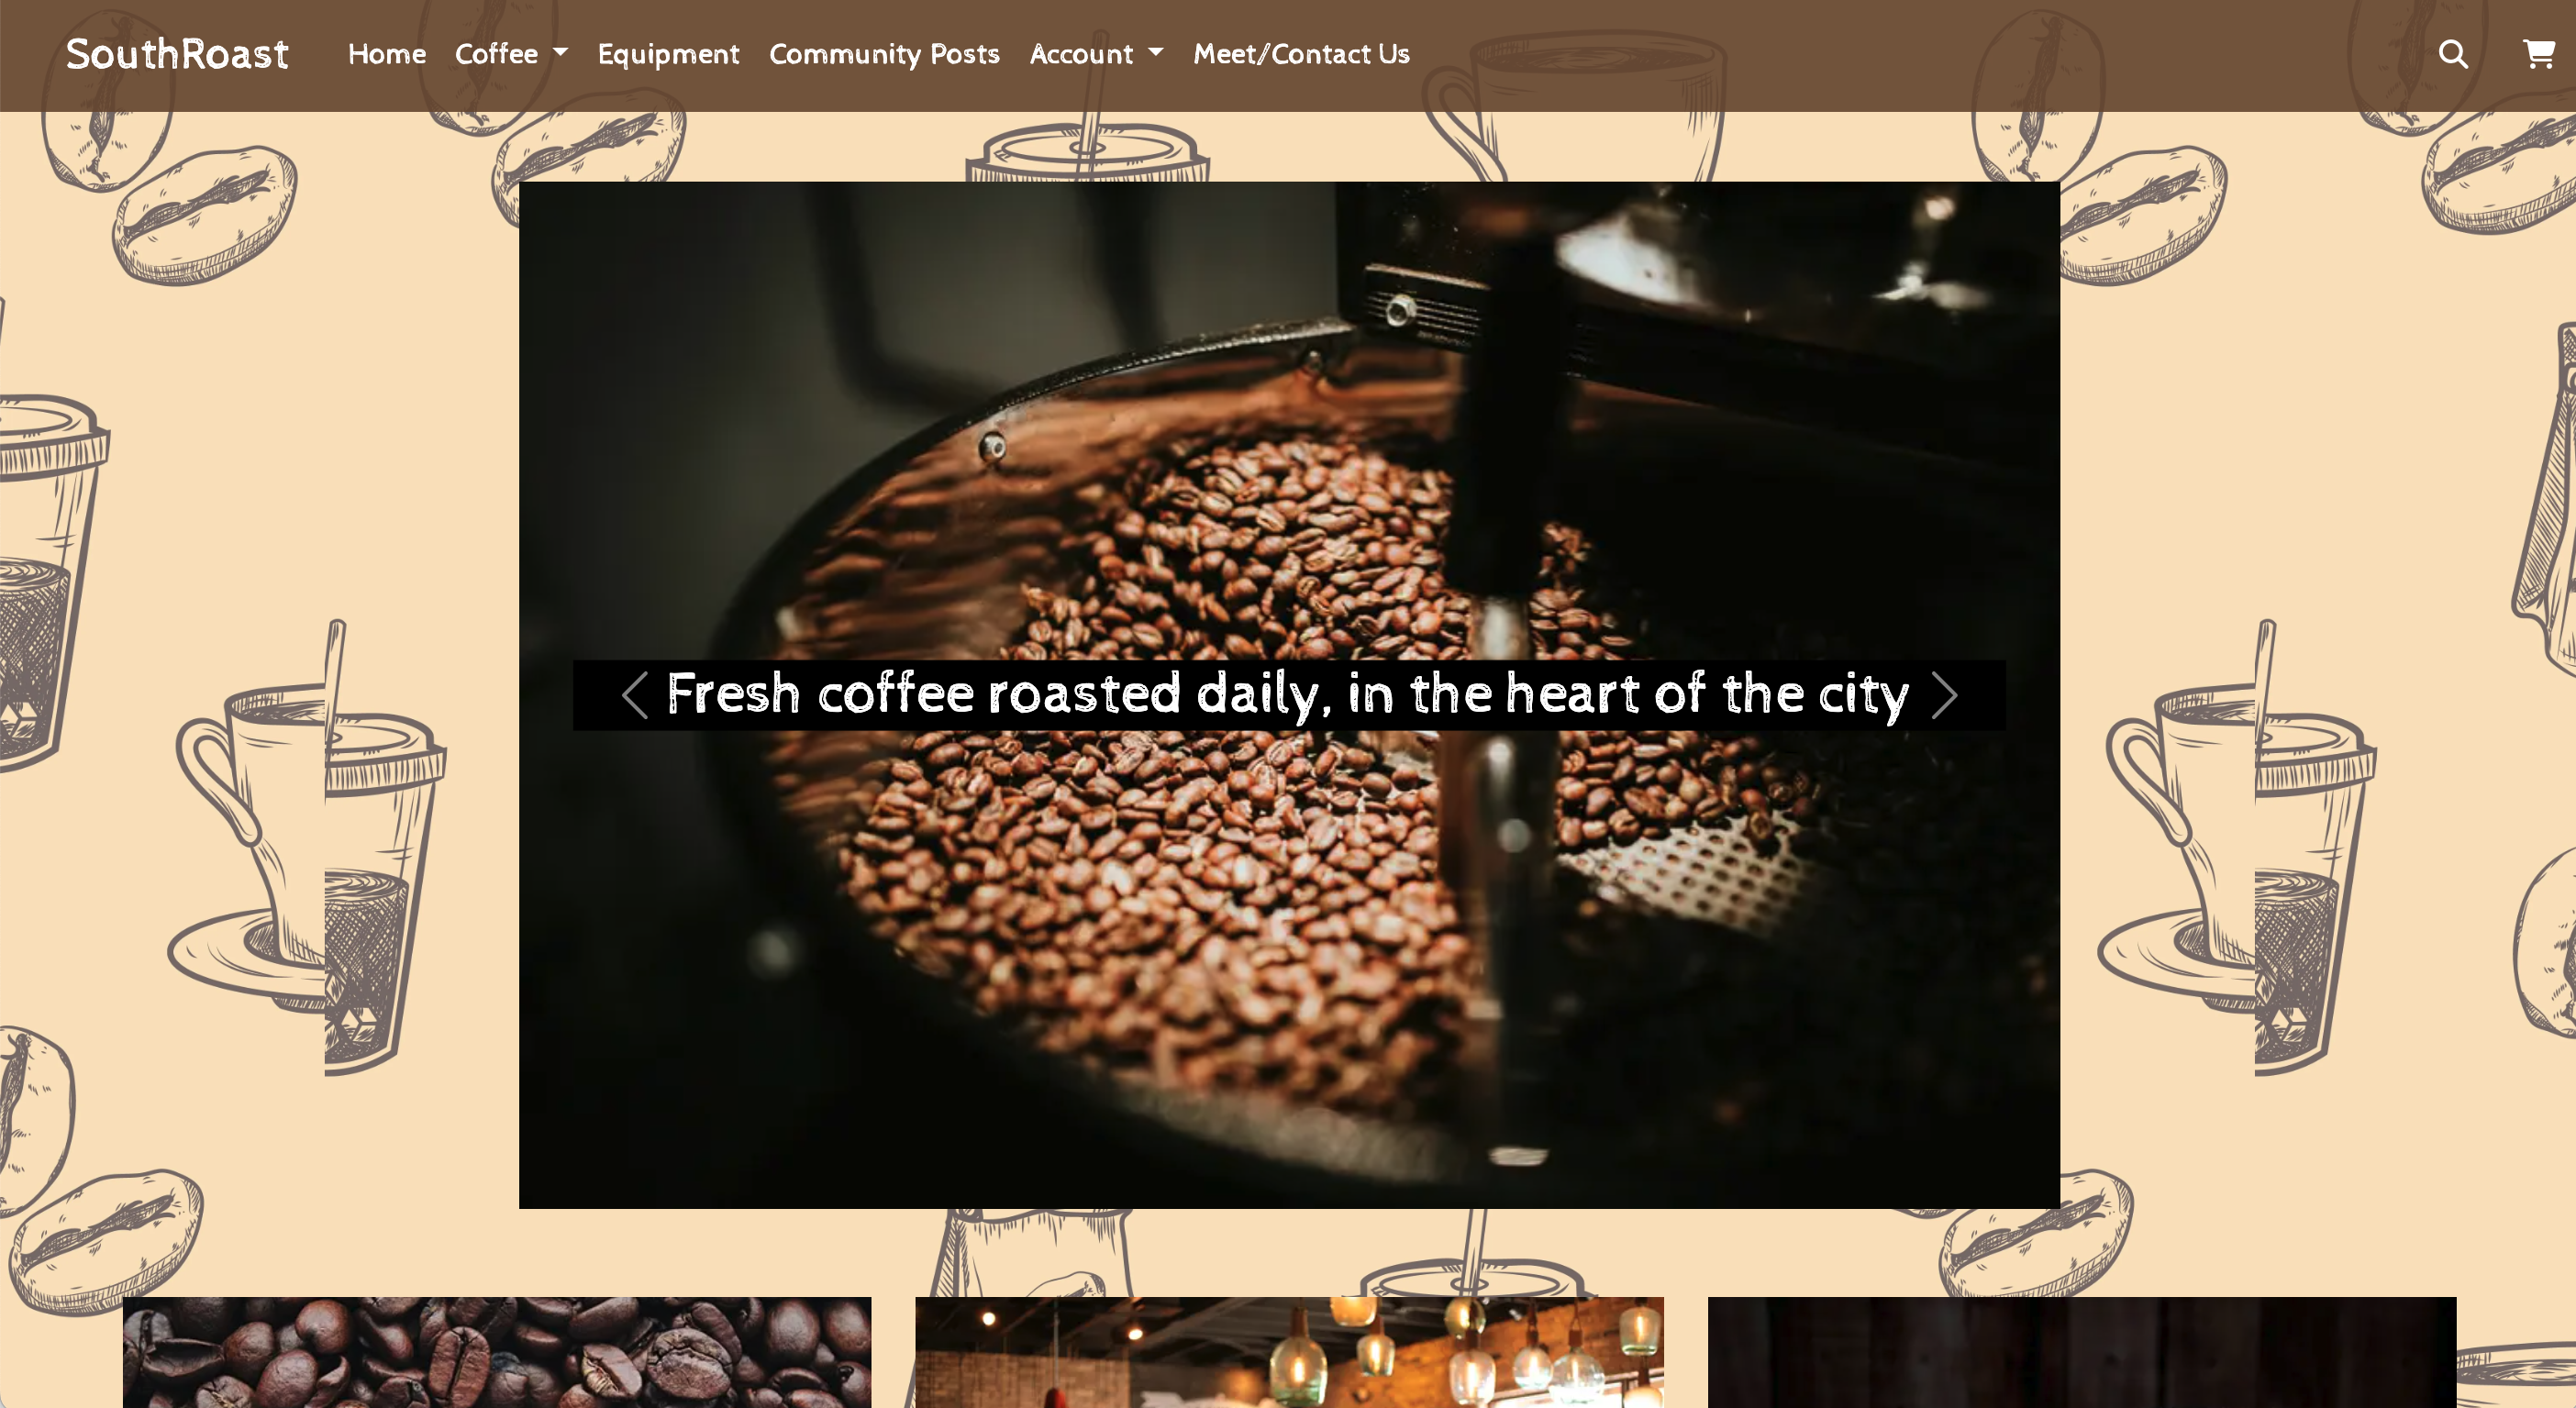 SouthRoast Home Coffee Equipment Community Posts Account Meet/Contact Us
Fresh coffee roasted daily, in the heart of the city